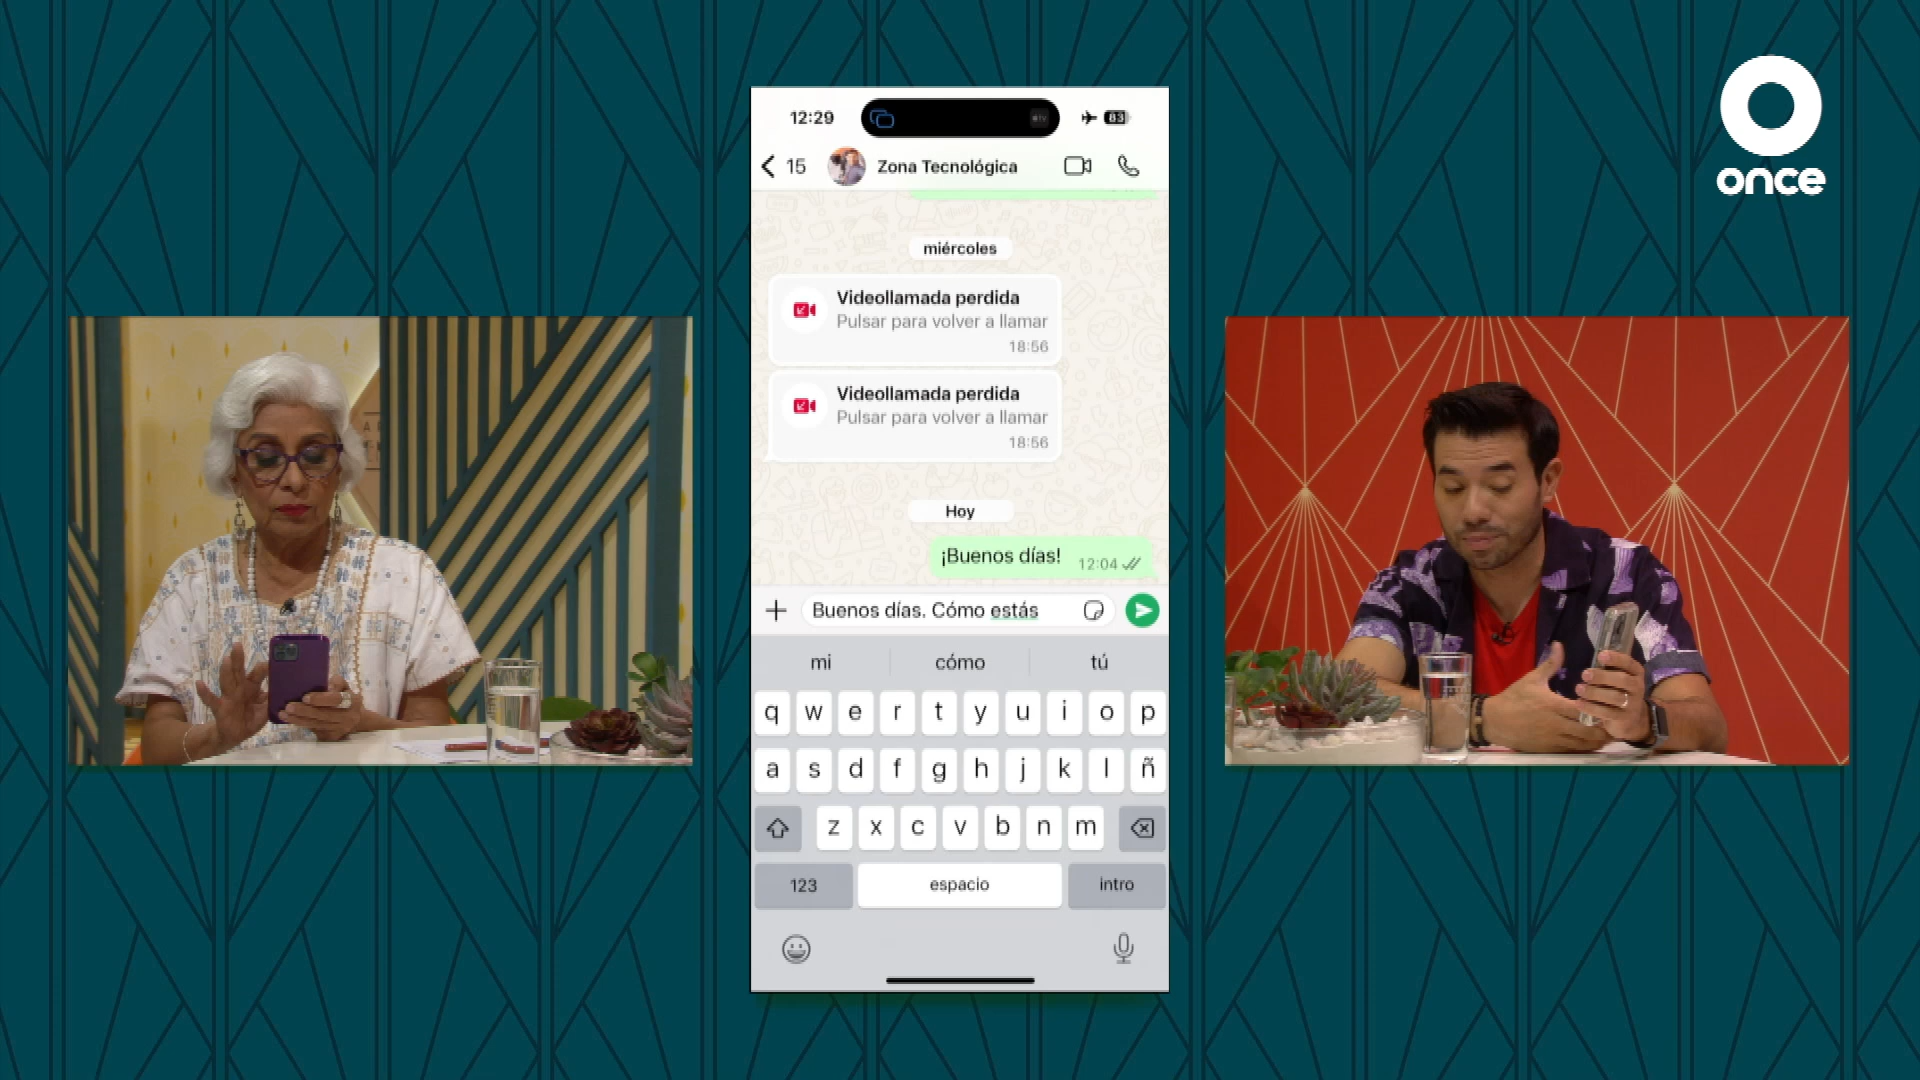 once
12:29
83
15
Zona Tecnológica
miércoles
Videollamada perdida
Pulsar para volver a llamar
18:56
Videollamada perdida
Pulsar para volver a llamar
18:56
Hoy
¡Buenos días!
12:04
Buenos días. Cómo estás
mi cómo tú
q w e r t y u i o p
a s d f g h j k l ñ
z x c v b n m
123 espacio intro